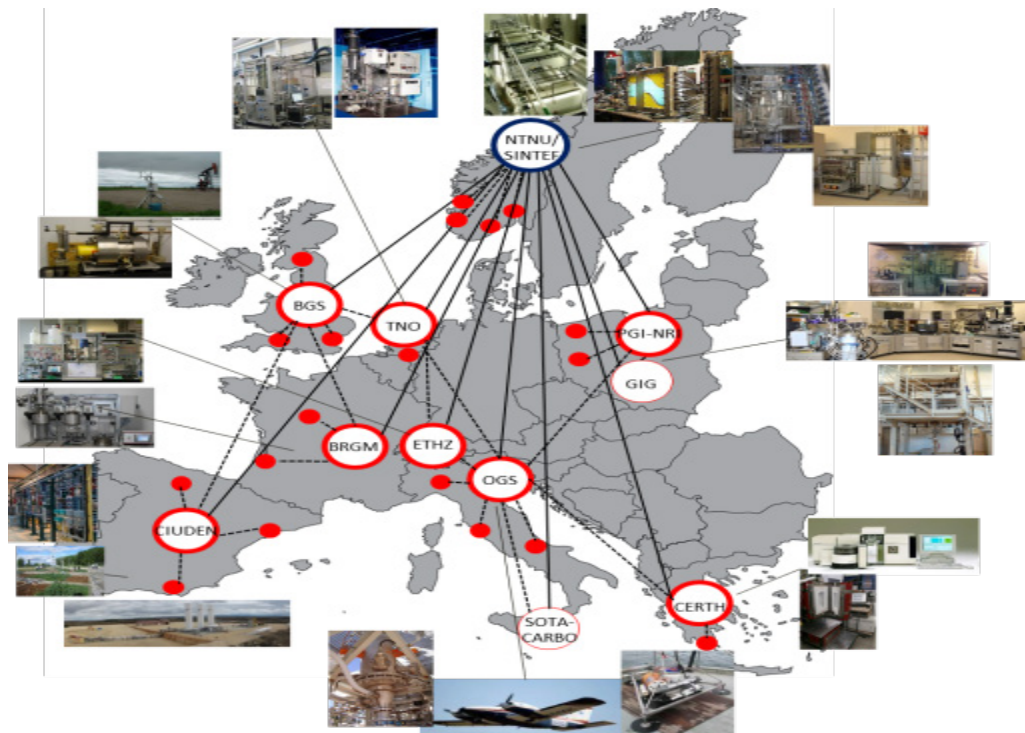 NTNU/
SINTEF
BGS
TNO
PGI-NRI
GIG
BRGM
ETHZ
OGS
CIUDEN
CERTH
SOTA-
CARBO